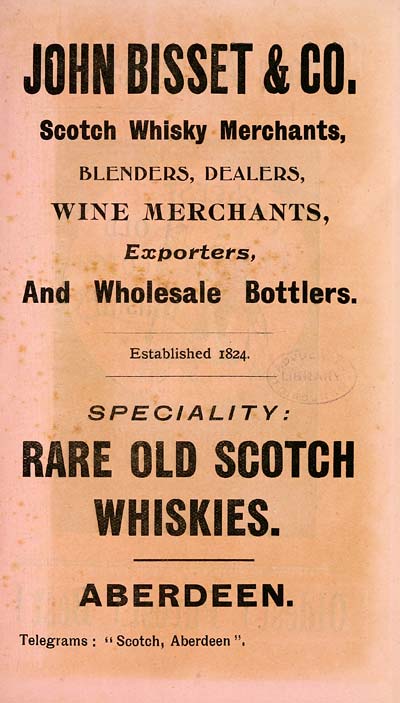 JOHN BISSET & CO.
Scotch Whisky Merchants,
BLENDERS, DEALERS,
WINE MERCHANTS,
Exporters,
And Wholesale Bottlers.
Established 1824.
LIBRARY
SPECIALITY:
RARE OLD SCOTCH
WHISKIES.
ABERDEEN.
Telegrams: "Scotch, Aberdeen".